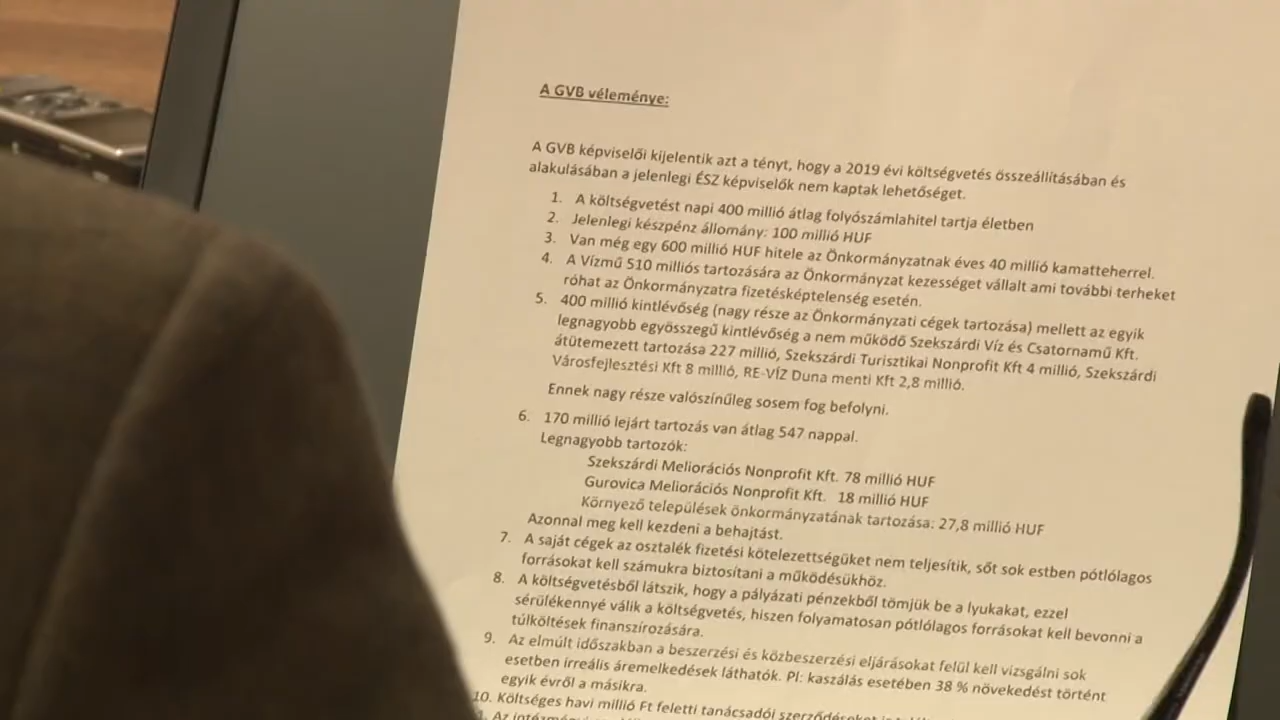 A GVB véleménye:
A GVB képviselői kijelentik azt a tényt, hogy a 2019 évi költségvetés összeállításában és
alakulásában a jelenlegi ÉSZ képviselők nem kaptak lehetőséget.
1. A költségvetést napi 400 millió átlag folyószámlahitel tartja életben
2. Jelenlegi készpénz állomány: 100 millió HUF
3. Van még egy 600 millió HUF hitele az Önkormányzatnak éves 40 millió kamatteherrel.
4. A Vízmű 510 milliós tartozására az Önkormányzat kezességet vállalt ami további terheket
róhat az Önkormányzatra fizetésképtelenség esetén.
5. 400 millió kintlévőség (nagy része az Önkormányzati cégek tartozása) mellett az egyik
legnagyobb egyösszegű kintlévőség a nem működő Szekszárdi Víz és Csatornamű Kft.
átütemezett tartozása 227 millió, Szekszárdi Turisztikai Nonprofit Kft 4 millió, Szekszárdi
Városfejlesztési Kft 8 millió, RE-VÍZ Duna menti Kft 2,8 millió.
Ennek nagy része valószínűleg sosem fog befolyni.
6. 170 millió lejárt tartozás van átlag 547 nappal.
Legnagyobb tartozók:
Szekszárdi Meliorációs Nonprofit Kft. 78 millió HUF
Gurovica Meliorációs Nonprofit Kft. 18 millió HUF
Környező települések önkormányzatának tartozása: 27,8 millió HUF
Azonnal meg kell kezdeni a behajtást.
7. A saját cégek az osztalék fizetési kötelezettségüket nem teljesítik, sőt sok estben pótlólagos
forrásokat kell számukra biztosítani a működésükhöz.
8. A költségvetésből látszik, hogy a pályázati pénzekből tömjük be a lyukakat, ezzel
sérülékennyé válik a költségvetés, hiszen folyamatosan pótlólagos forrásokat kell bevonni a
túlköltések finanszírozására.
9. Az elmúlt időszakban a beszerzési és közbeszerzési eljárásokat felül kell vizsgálni sok
esetben irreális áremelkedések láthatók. Pl: kaszálás esetében 38 % növekedést történt
egyik évről a másikra.
10. Költséges havi millió Ft feletti tanácsadói szerződéseket
Az